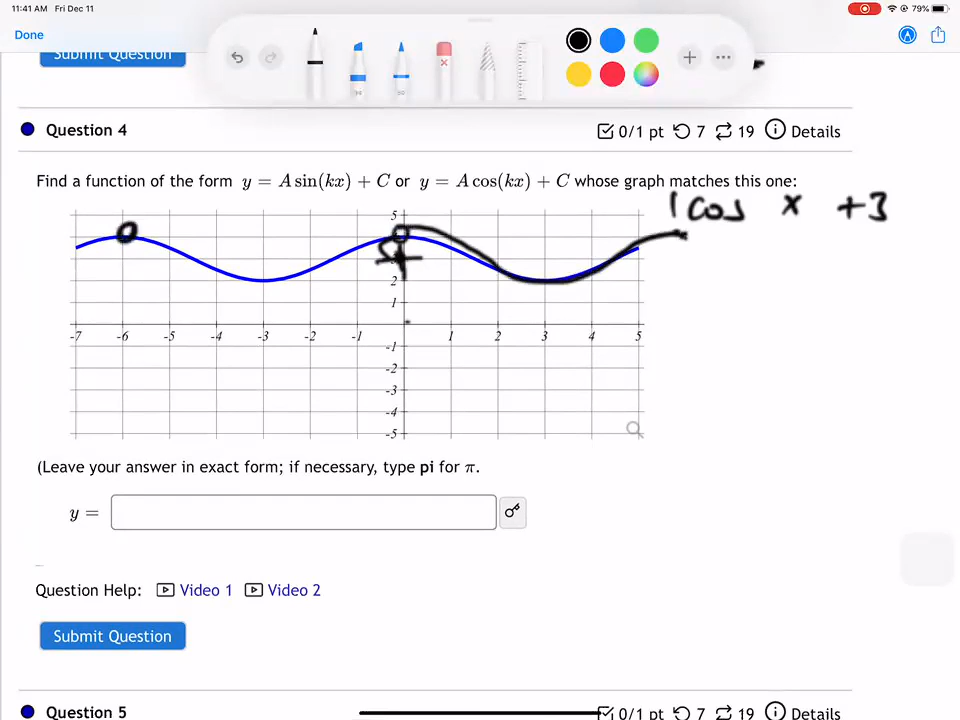 11:41 AM Fri Dec 11
79%
Done
Submit Question
Question 4
0/1 pt 7 19 Details
Find a function of the form y = A sin(kx) + C or y = A cos(kx) + C whose graph matches this one:
1 cos x +3
5
2
1
-7 -6 -5 -4 -3 -2 -1 1 2 3 4 5
-1
-2
-3
-4
-5
(Leave your answer in exact form; if necessary, type pi for π.
y =
Question Help: Video 1 Video 2
Submit Question
Question 5
0/1 pt 7 19 Details